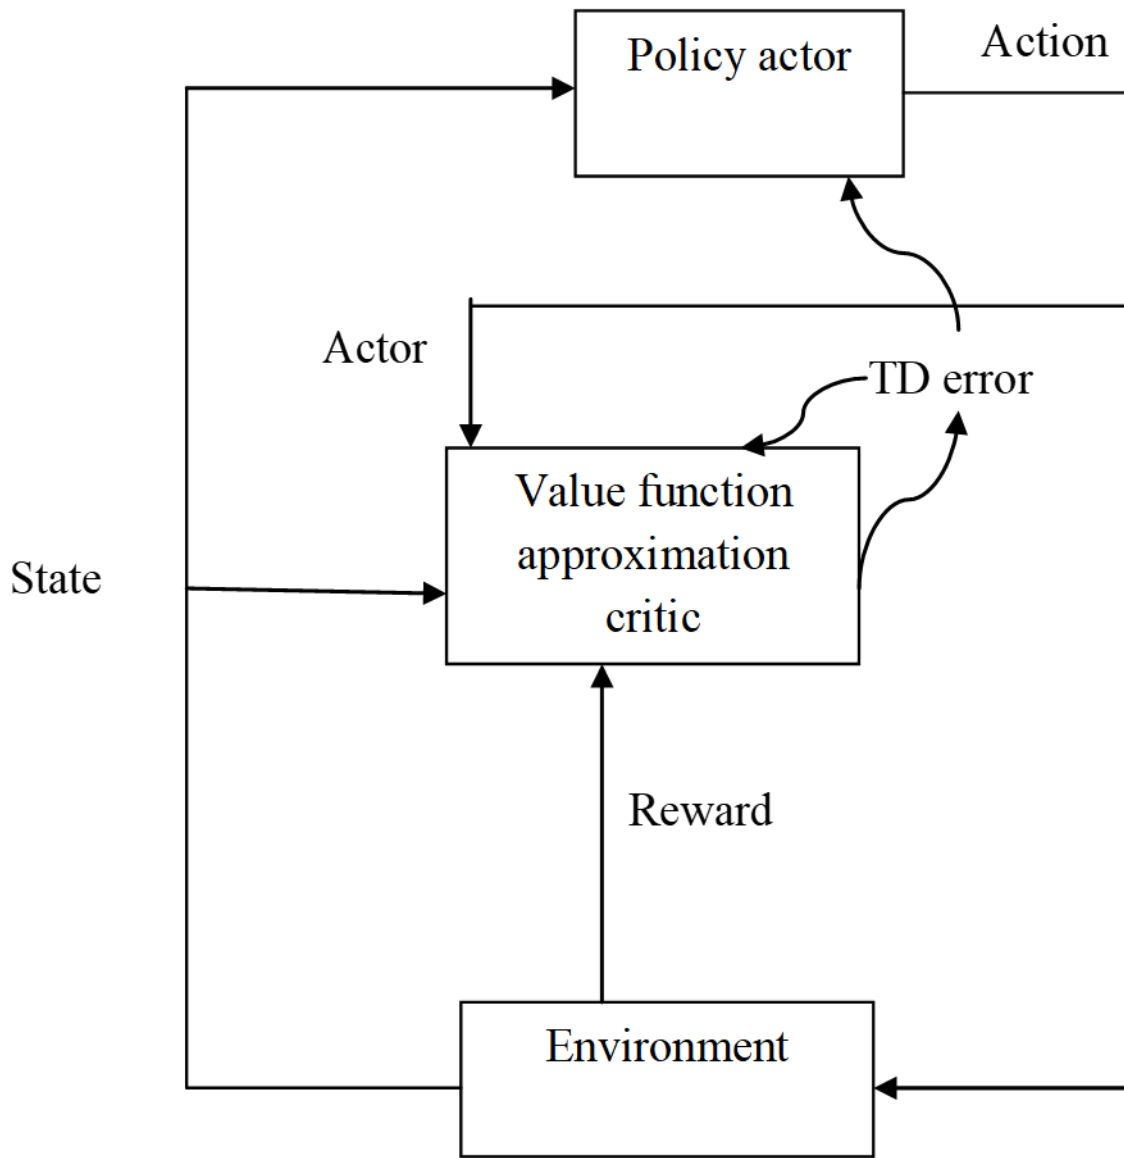 Policy actor
Action
Actor
TD error
Value function
approximation
critic
State
Reward
Environment